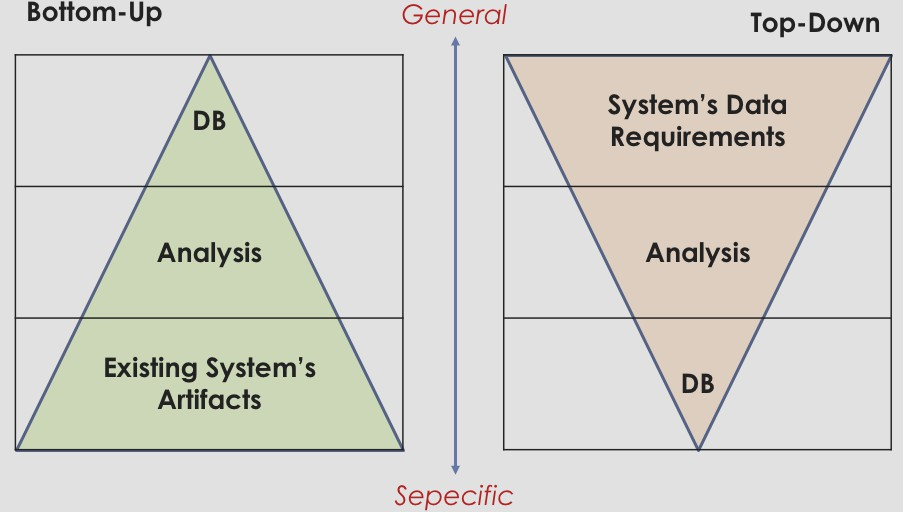 Bottom-Up
General
Top-Down
DB
Analysis
Existing System's
Artifacts
System's Data
Requirements
Analysis
DB
Sepecific